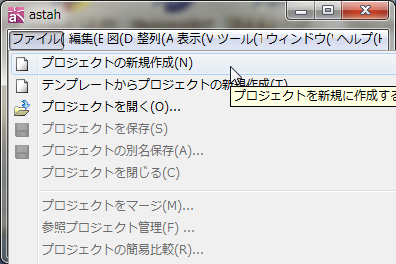 astah
ファイル( 編集(E 図(D 整列(A 表示(V ツール(T ウィンドウ( ヘルプ(H
プロジェクトの新規作成(N)
テンプレートからプロジェクトの新規作成(T)
プロジェクトを新規に作成する
プロジェクトを開く(O)...
プロジェクトを保存(S)
プロジェクトの別名保存(A)...
プロジェクトを閉じる(C)
プロジェクトをマージ(M)...
参照プロジェクト管理(F) ...
プロジェクトの簡易比較(R)...